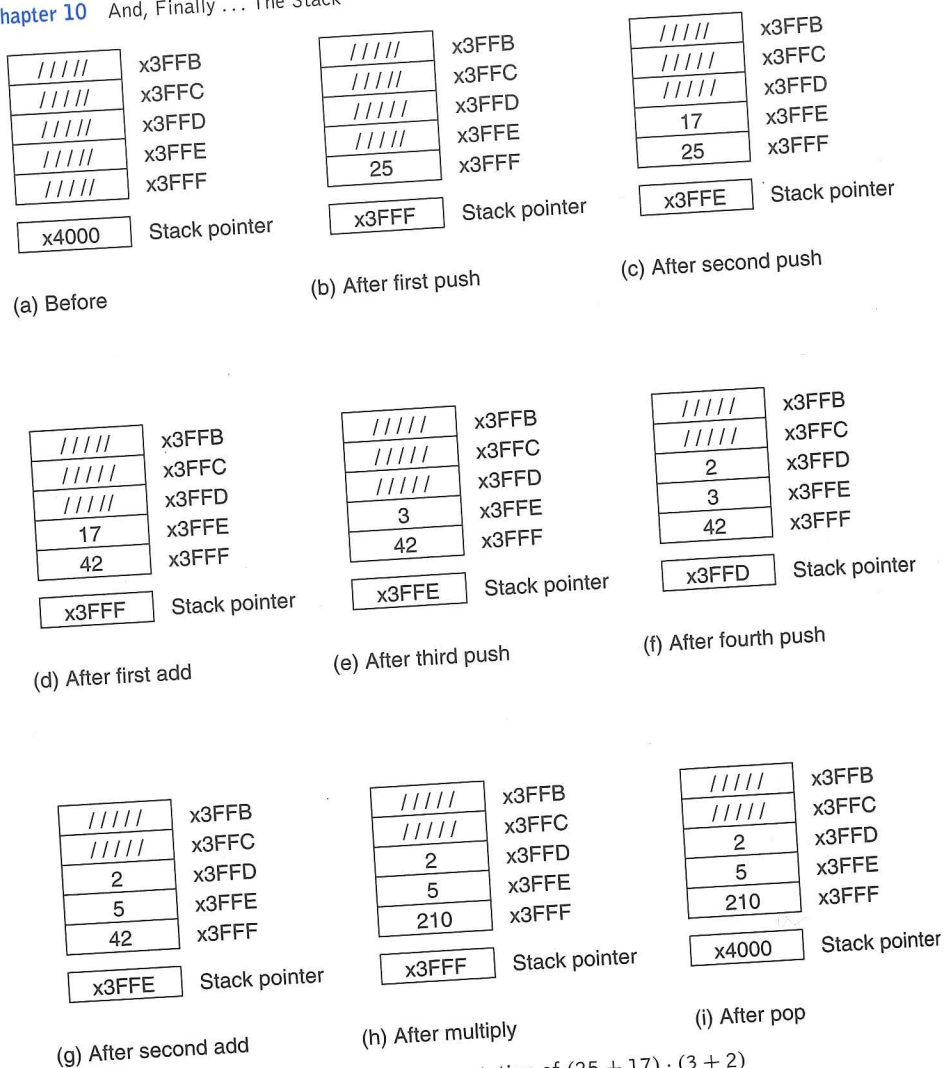 hapter 10 And, Finally ... The Stack
///// x3FFB
///// x3FFC
///// x3FFD
///// x3FFE
///// x3FFF
x4000 Stack pointer
(a) Before
///// x3FFB
///// x3FFC
///// x3FFD
///// x3FFE
25 x3FFF
x3FFF Stack pointer
(b) After first push
///// x3FFB
///// x3FFC
///// x3FFD
17 x3FFE
25 x3FFF
x3FFE Stack pointer
(c) After second push
///// x3FFB
///// x3FFC
///// x3FFD
17 x3FFE
42 x3FFF
x3FFF Stack pointer
(d) After first add
///// x3FFB
///// x3FFC
///// x3FFD
3 x3FFE
42 x3FFF
x3FFE Stack pointer
(e) After third push
///// x3FFB
///// x3FFC
2 x3FFD
3 x3FFE
42 x3FFF
x3FFD Stack pointer
(f) After fourth push
///// x3FFB
///// x3FFC
2 x3FFD
5 x3FFE
42 x3FFF
x3FFE Stack pointer
(g) After second add
///// x3FFB
///// x3FFC
2 x3FFD
5 x3FFE
210 x3FFF
x3FFF Stack pointer
(h) After multiply
///// x3FFB
///// x3FFC
2 x3FFD
5 x3FFE
210 x3FFF
x4000 Stack pointer
(i) After pop
of (25 + 17) · (3 + 2)